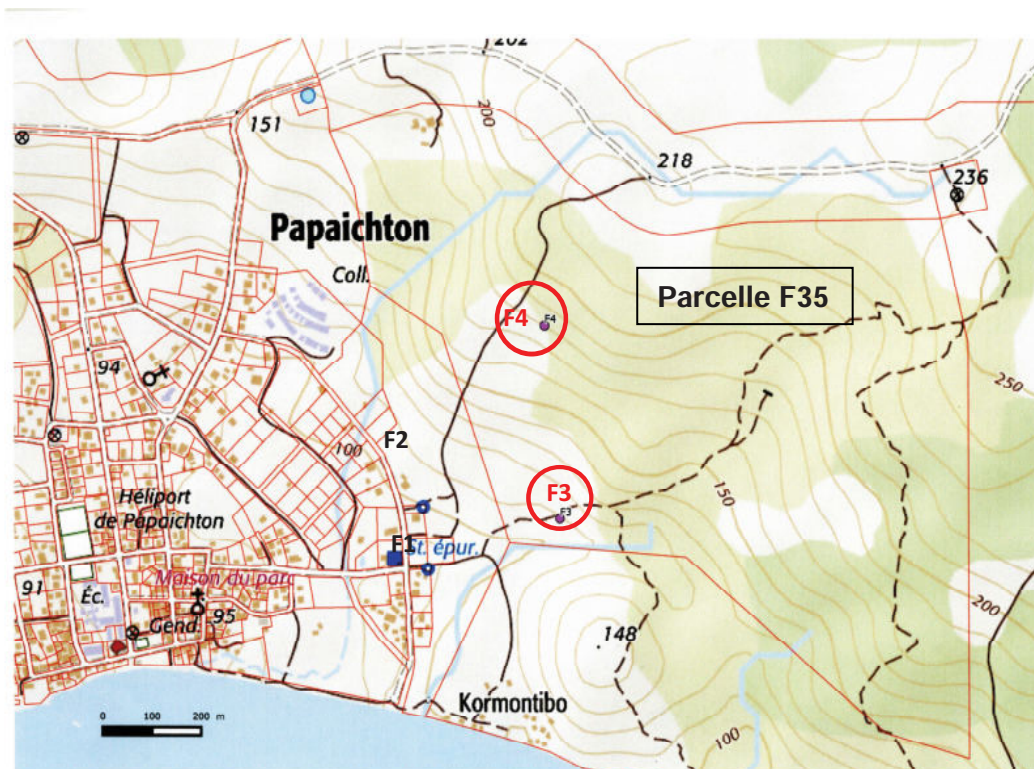 202
200
151
218
236
Papaichton
Coll.
Parcelle F35
F4
F4
94
250
F2
100
F3
F3
150
Héliport
de Papaichton
F1
St. épur.
91
Maison du parc
Éc.
Gend.
95
200
148
Kormontibo
100
0 100 200 m